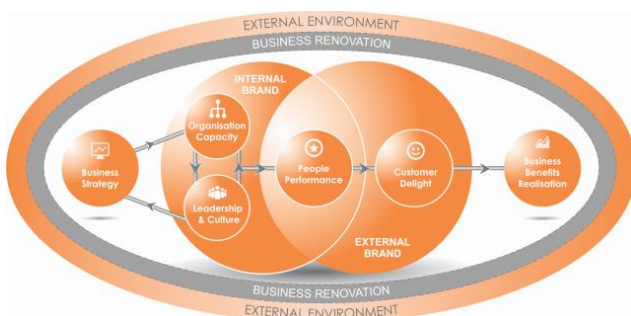 EXTERNAL ENVIRONMENT
BUSINESS RENOVATION
INTERNAL
BRAND
Organisation
Capacity
Business
Strategy
People
Performance
Customer
Delight
Business
Benefits
Realisation
Leadership
& Culture
EXTERNAL
BRAND
BUSINESS RENOVATION
EXTERNAL ENVIRONMENT